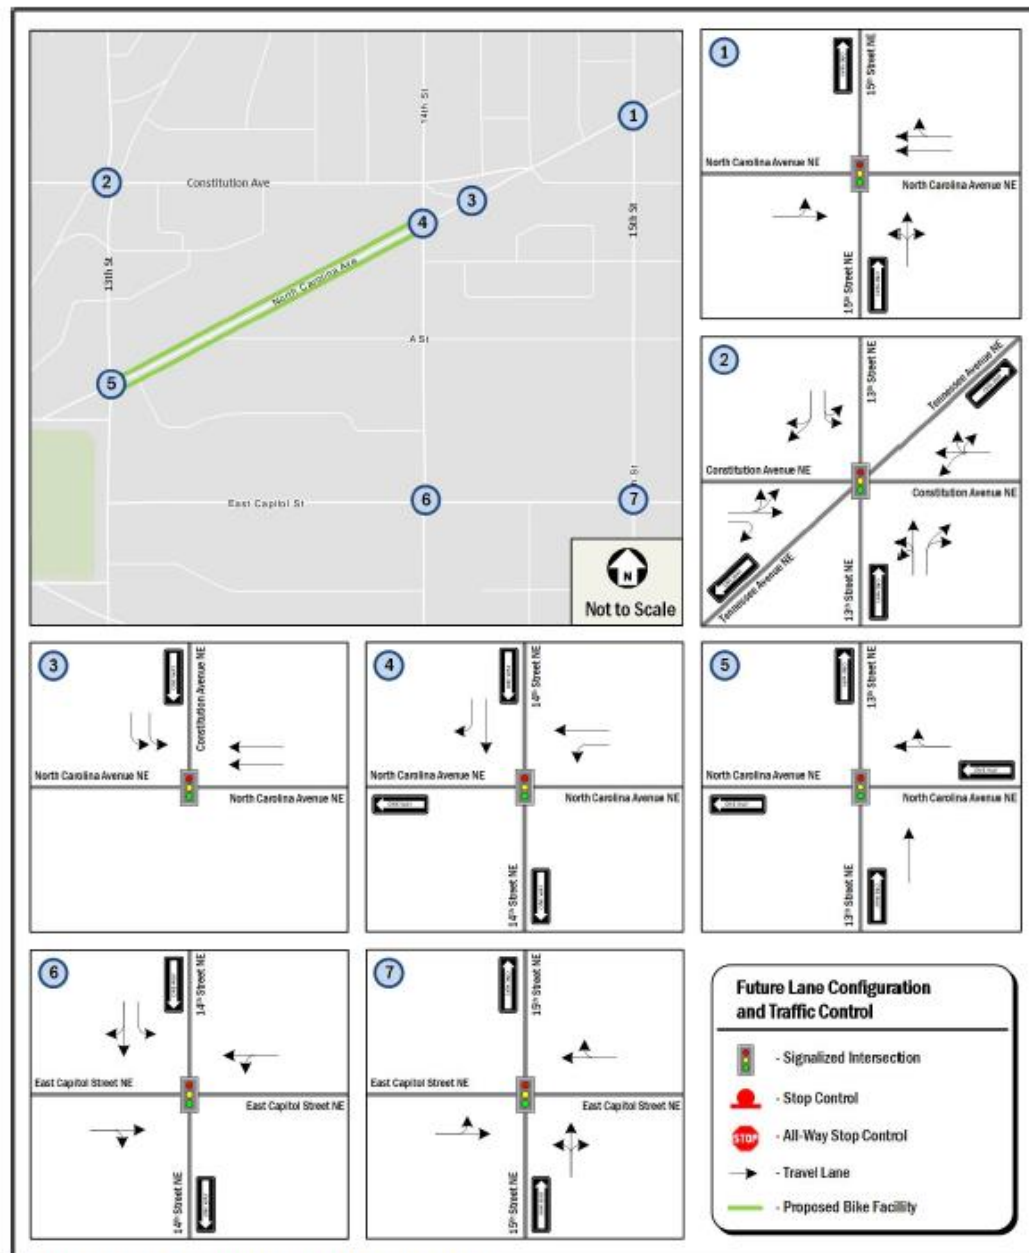 1
2
3
4
5
6
7
14th St
Constitution Ave
13th St
15th St
North Carolina Ave
A St
East Capitol St
N
Not to Scale
1
15th Street NE
North Carolina Avenue NE
North Carolina Avenue NE
15th Street NE
2
13th Street NE
Tennessee Avenue NE
Constitution Avenue NE
Constitution Avenue NE
Tennessee Avenue NE
13th Street NE
3
Constitution Avenue NE
North Carolina Avenue NE
North Carolina Avenue NE
4
14th Street NE
North Carolina Avenue NE
North Carolina Avenue NE
14th Street NE
5
13th Street NE
North Carolina Avenue NE
North Carolina Avenue NE
13th Street NE
6
14th Street NE
East Capitol Street NE
East Capitol Street NE
14th Street NE
7
15th Street NE
East Capitol Street NE
East Capitol Street NE
15th Street NE
Future Lane Configuration
and Traffic Control
- Signalized Intersection
- Stop Control
STOP - All-Way Stop Control
- Travel Lane
- Proposed Bike Facillity